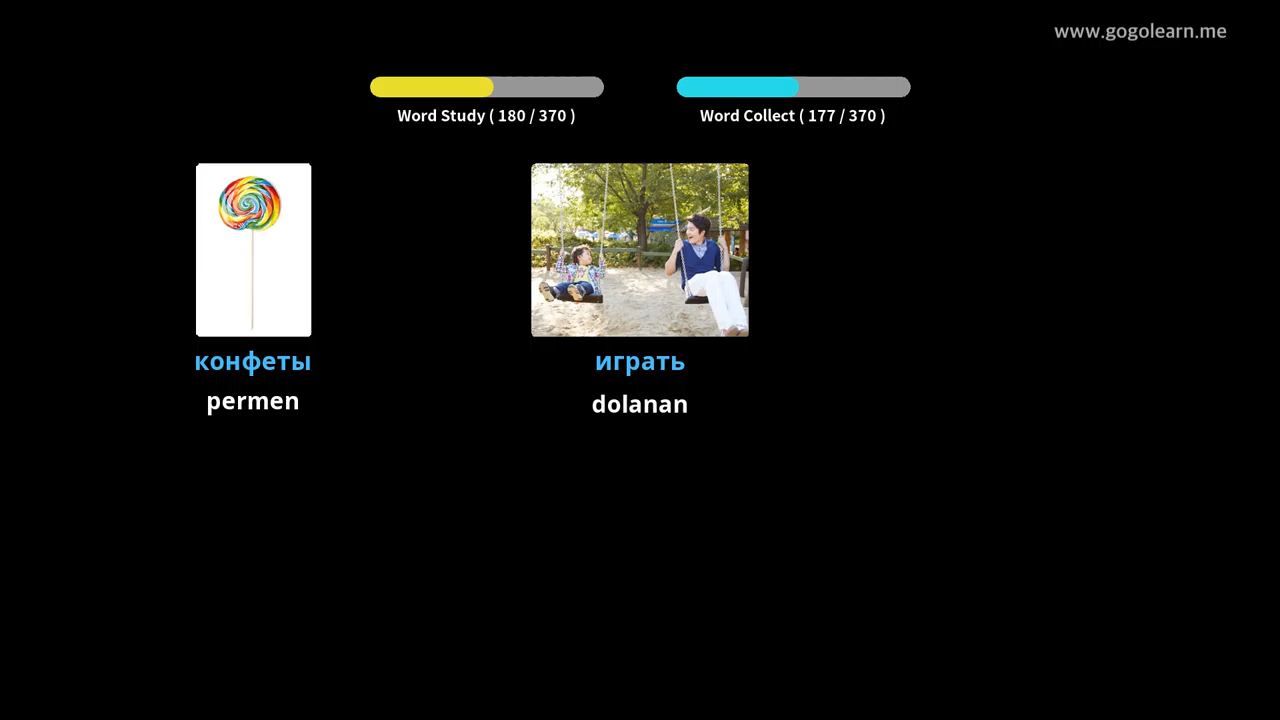 www.gogolearn.me
Word Study ( 180 / 370 )
Word Collect ( 177 / 370 )
конфеты
permen
играть
dolanan